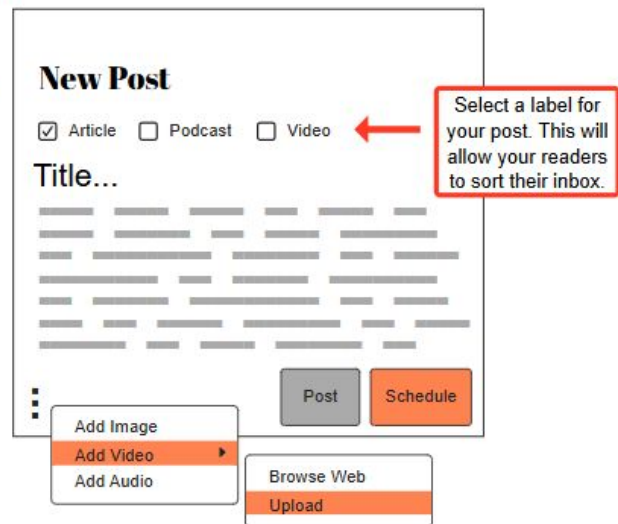 New Post
Article Podcast Video
Select a label for
your post. This will
allow your readers
to sort their inbox.
Title...
Post Schedule
Add Image
Add Video
Add Audio
Browse Web
Upload